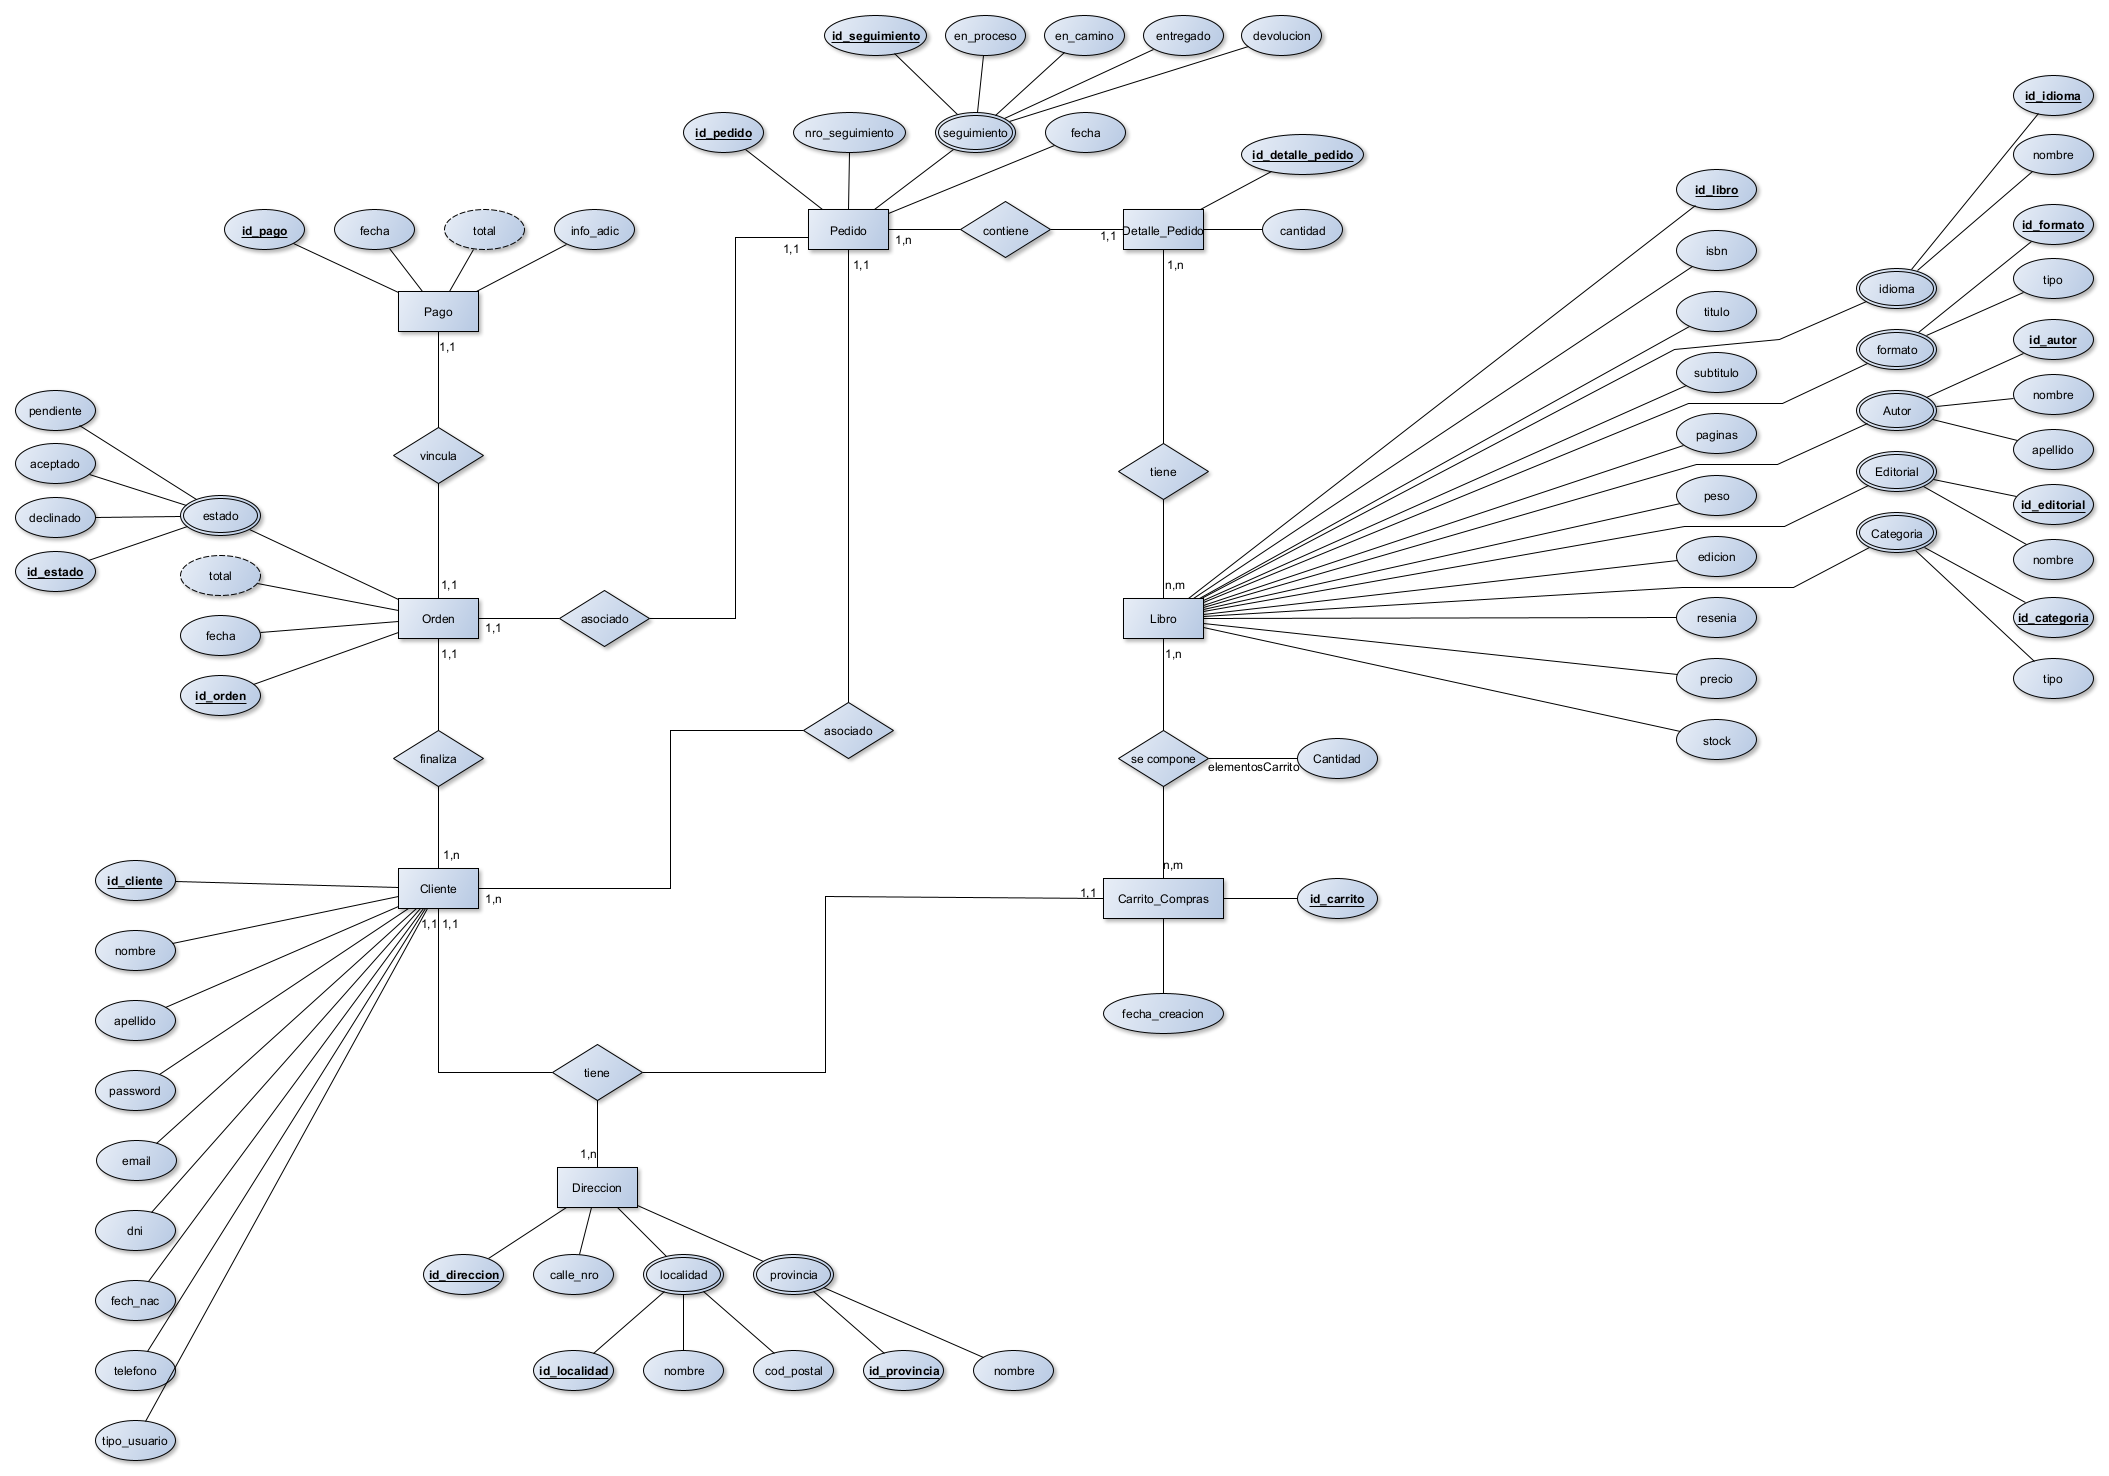 id_seguimiento
en_proceso
en_camino
entregado
devolucion
id_pedido
nro_seguimiento
seguimiento
fecha
id_detalle_pedido
id_idioma
nombre
id_libro
id_pago
fecha
total
info_adic
Pedido
1,1
1,n
contiene
1,1
Detalle_Pedido
cantidad
id_formato
isbn
1,1
1,n
tipo
idioma
Pago
titulo
1,1
id_autor
formato
subtitulo
nombre
pendiente
Autor
paginas
apellido
aceptado
vincula
tiene
Editorial
peso
id_editorial
declinado
estado
Categoria
edicion
nombre
id_estado
total
1,1
n,m
Orden
1,1
asociado
Libro
resenia
id_categoria
fecha
1,1
1,n
id_orden
precio
tipo
asociado
stock
finaliza
se compone
elementosCarrito
Cantidad
1,n
n,m
id_cliente
Cliente
1,n
1,1
Carrito_Compras
id_carrito
1,1
1,1
nombre
apellido
fecha_creacion
tiene
password
email
1,n
Direccion
dni
id_direccion
calle_nro
localidad
provincia
fech_nac
telefono
id_localidad
nombre
cod_postal
id_provincia
nombre
tipo_usuario